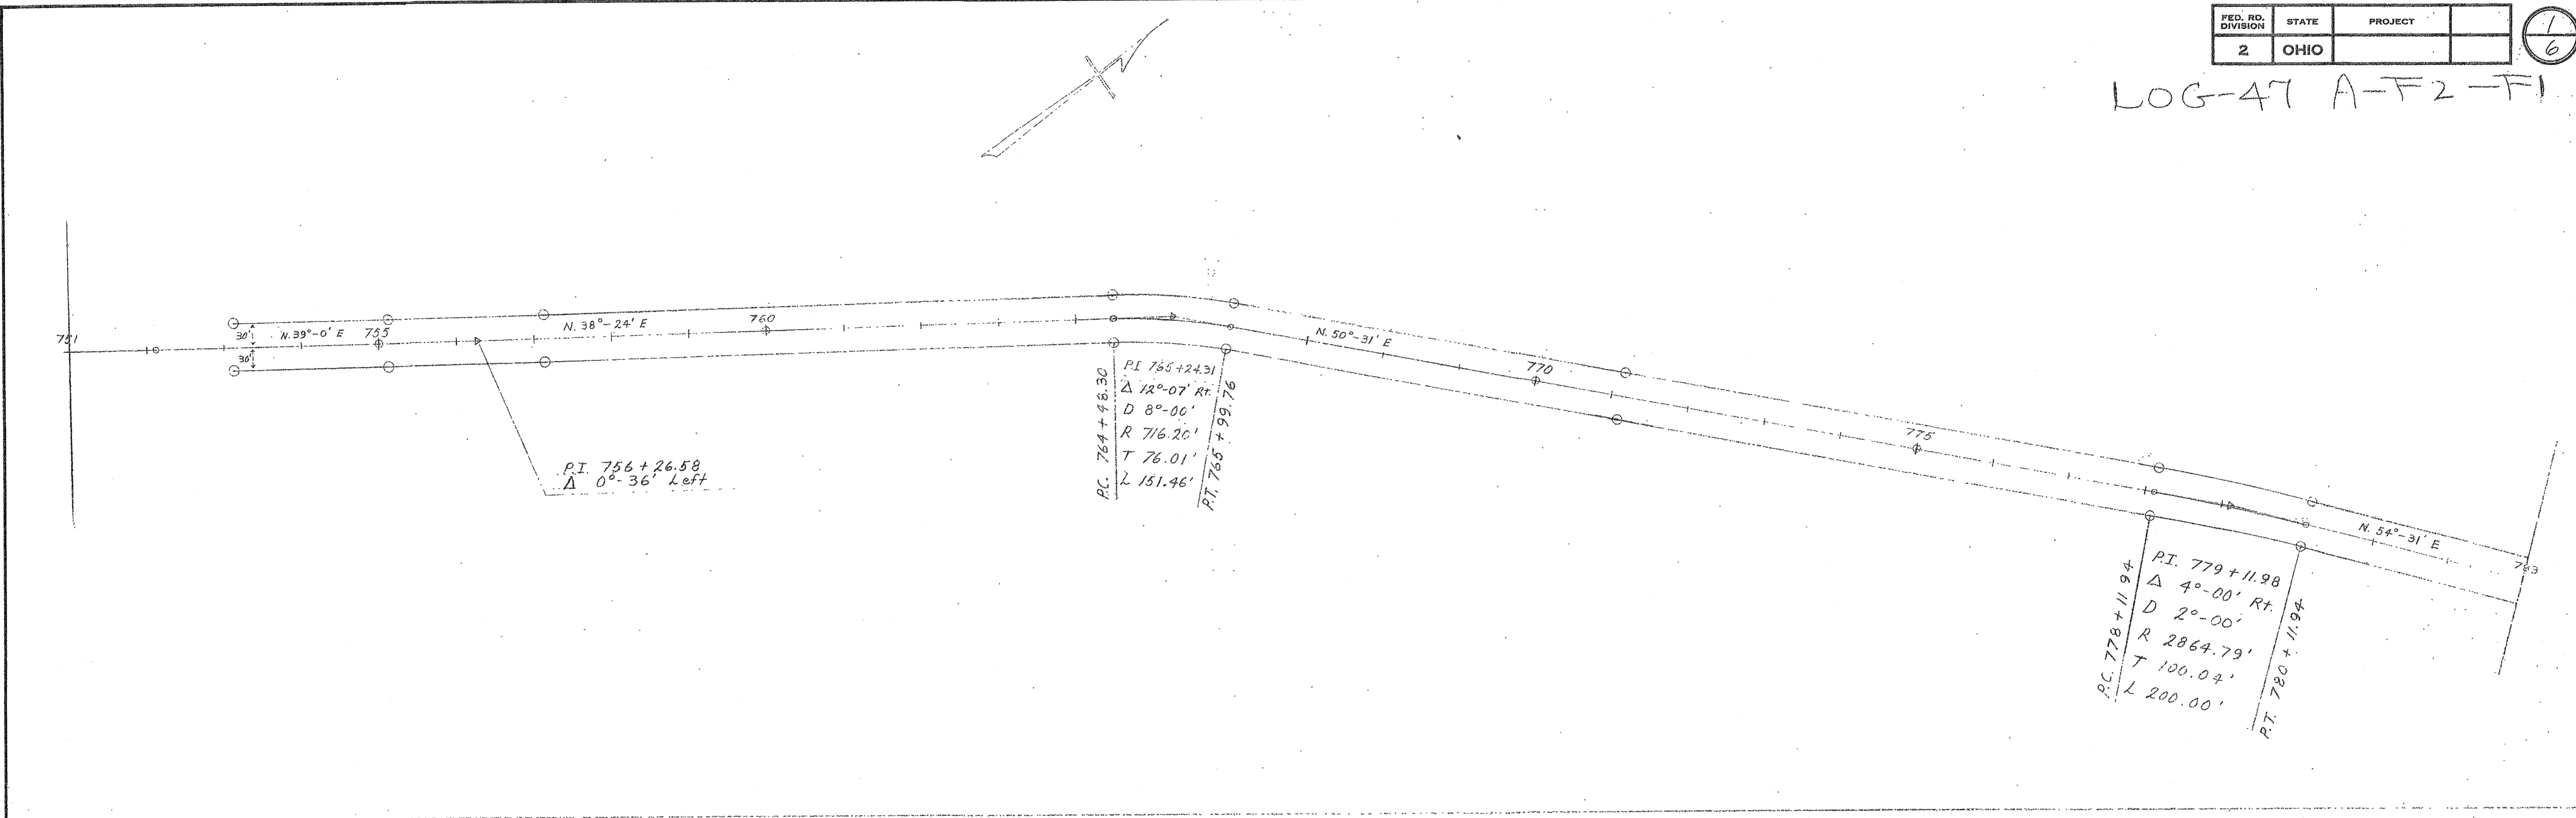 FED. RD. DIVISION STATE PROJECT
2 OHIO
1
6
LOG-47 A-F2-F1
751
30'
30'
N. 39°-0' E
755
N. 38°-24' E
760
P.I. 756 + 26.58
Δ 0°-36' Left
P.C. 764 + 48.30
P.I 765+24.31
Δ 12°-07' Rt.
D 8°-00'
R 716.20'
T 76.01'
L 151.46'
P.T. 765 + 99.76
N. 50°-31' E
770
775
P.C. 778 + 11.94
P.I. 779 + 11.98
Δ 4°-00' Rt.
D 2°-00'
R 2864.79'
T 100.04'
L 200.00'
P.T. 780 + 11.94
N. 54°-31' E
783